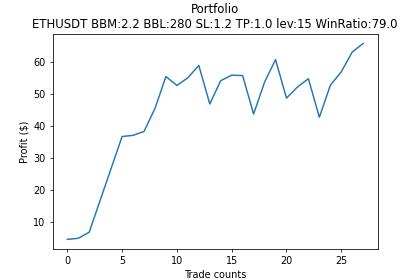 Portfolio
ETHUSDT BBM:2.2 BBL:280 SL:1.2 TP:1.0 lev:15 WinRatio:79.0
60
50
40
30
20
10
Profit ($)
0 5 10 15 20 25
Trade counts